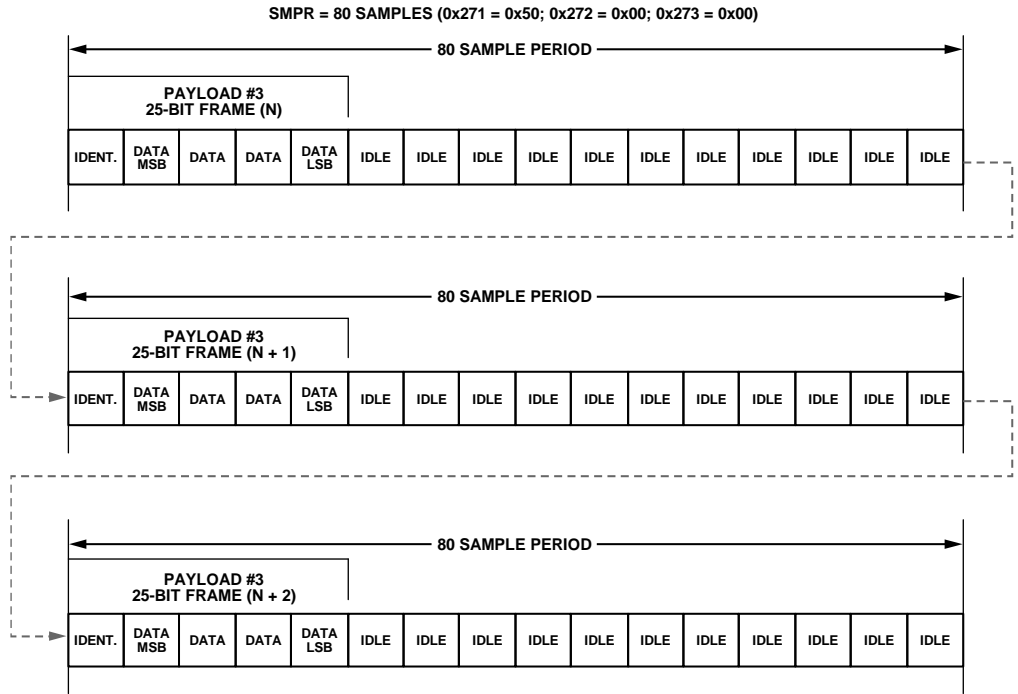 SMPR = 80 SAMPLES (0x271 = 0x50; 0x272 = 0x00; 0x273 = 0x00)
80 SAMPLE PERIOD
PAYLOAD #3
25-BIT FRAME (N)
IDENT. DATA MSB DATA DATA DATA LSB IDLE IDLE IDLE IDLE IDLE IDLE IDLE IDLE IDLE IDLE IDLE
80 SAMPLE PERIOD
PAYLOAD #3
25-BIT FRAME (N + 1)
IDENT. DATA MSB DATA DATA DATA LSB IDLE IDLE IDLE IDLE IDLE IDLE IDLE IDLE IDLE IDLE IDLE
80 SAMPLE PERIOD
PAYLOAD #3
25-BIT FRAME (N + 2)
IDENT. DATA MSB DATA DATA DATA LSB IDLE IDLE IDLE IDLE IDLE IDLE IDLE IDLE IDLE IDLE IDLE